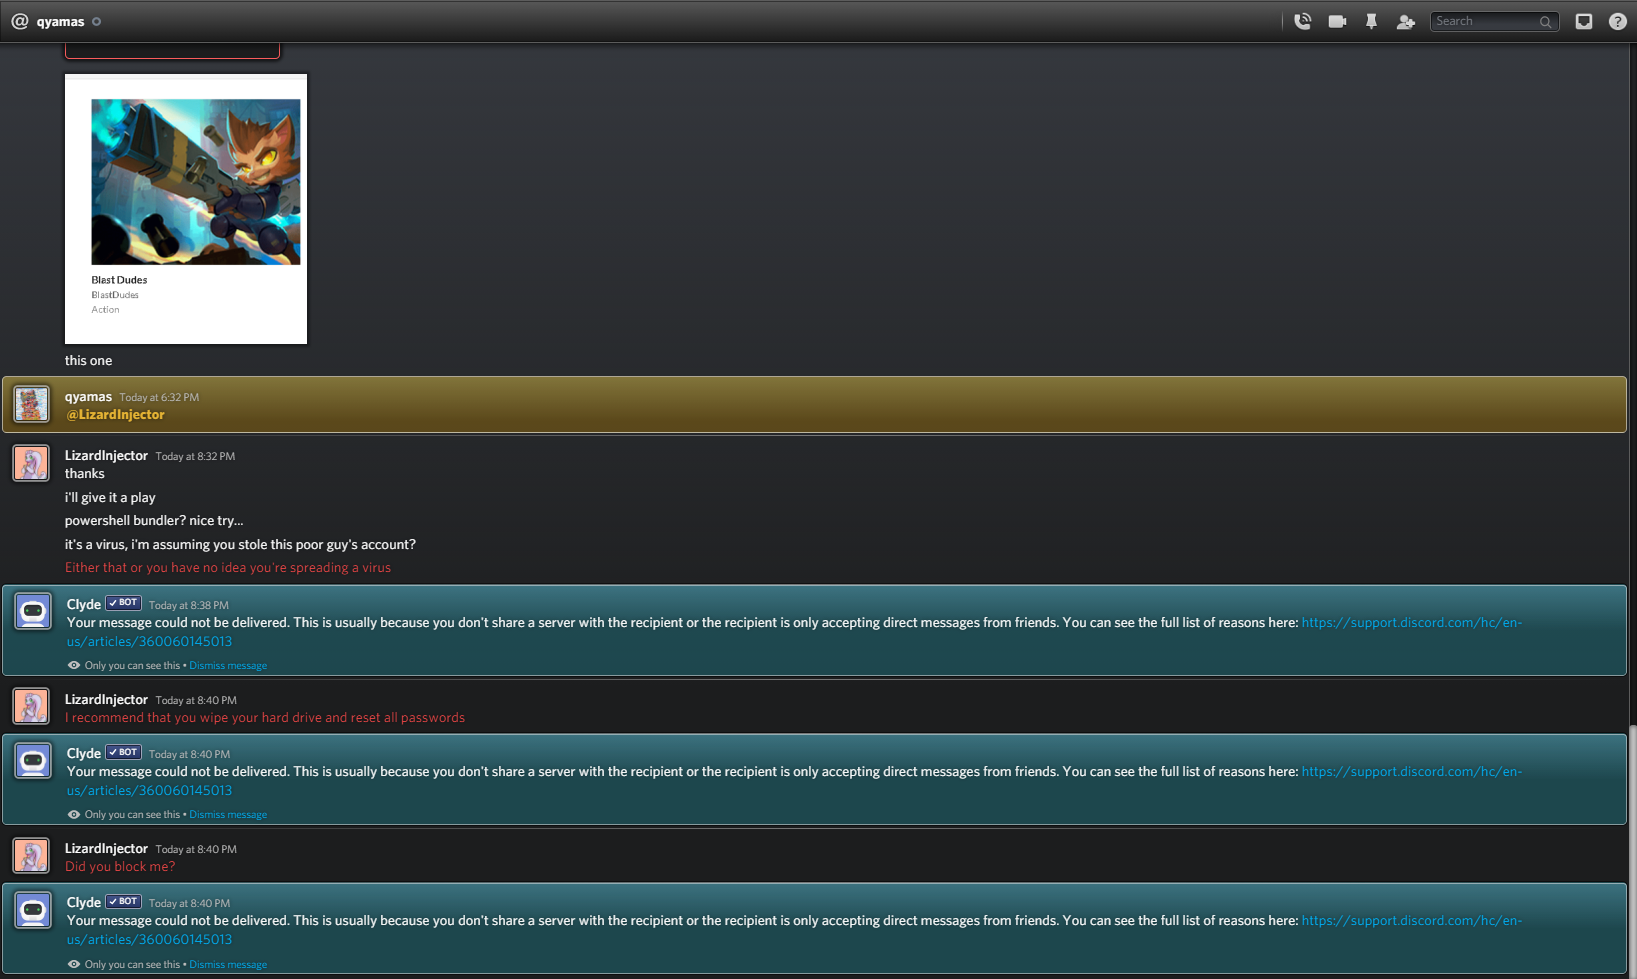 @ qyamas
Search
Blast Dudes
BlastDudes
Action
this one
qyamas Today at 6:32 PM
@LizardInjector
LizardInjector Today at 8:32 PM
thanks
i'll give it a play
powershell bundler? nice try...
it's a virus, i'm assuming you stole this poor guy's account?
Either that or you have no idea you're spreading a virus
Clyde ✓ BOT Today at 8:38 PM
Your message could not be delivered. This is usually because you don't share a server with the recipient or the recipient is only accepting direct messages from friends. You can see the full list of reasons here: https://support.discord.com/hc/en-
us/articles/360060145013
Only you can see this • Dismiss message
LizardInjector Today at 8:40 PM
I recommend that you wipe your hard drive and reset all passwords
Clyde ✓ BOT Today at 8:40 PM
Your message could not be delivered. This is usually because you don't share a server with the recipient or the recipient is only accepting direct messages from friends. You can see the full list of reasons here: https://support.discord.com/hc/en-
us/articles/360060145013
Only you can see this • Dismiss message
LizardInjector Today at 8:40 PM
Did you block me?
Clyde ✓ BOT Today at 8:40 PM
Your message could not be delivered. This is usually because you don't share a server with the recipient or the recipient is only accepting direct messages from friends. You can see the full list of reasons here: https://support.discord.com/hc/en-
us/articles/360060145013
Only you can see this • Dismiss message